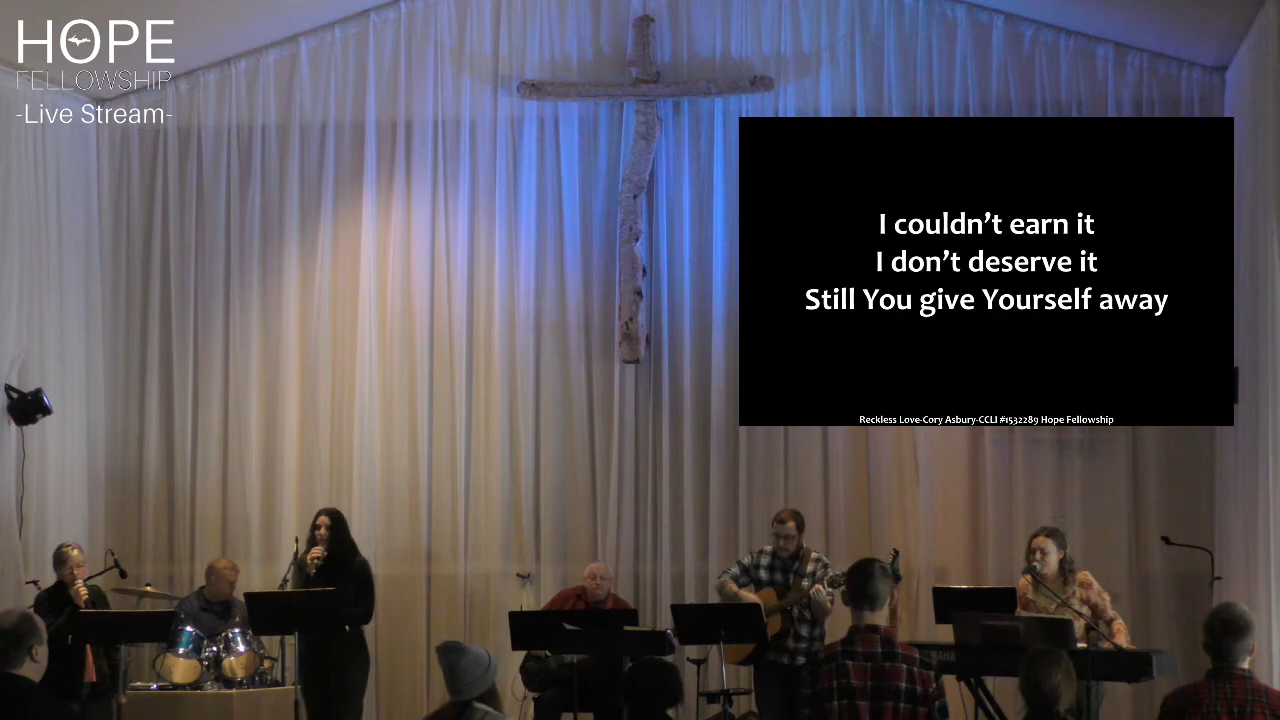 HOPE
FELLOWSHIP
-Live Stream-
I couldn't earn it
I don't deserve it
Still You give Yourself away
Reckless Love-Cory Asbury-CCLI #1532289 Hope Fellowship
YAMAHA